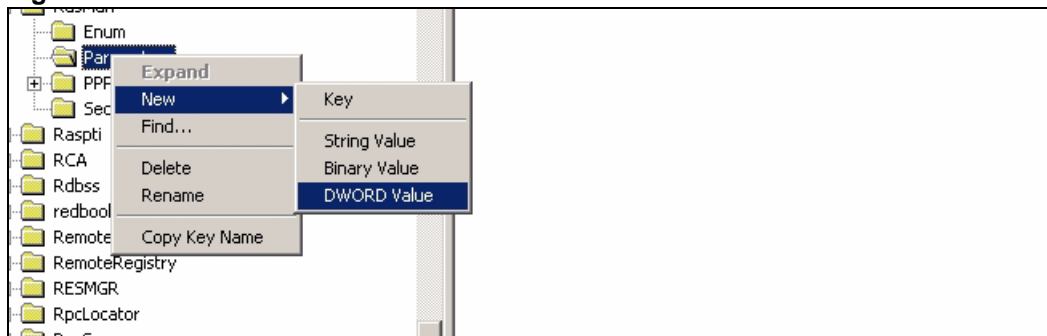 Enum
Expand
New
Find...
Delete
Rename
Copy Key Name
Key
String Value
Binary Value
DWORD Value
Raspti
RCA
Rdbss
RemoteRegistry
RESMGR
RpcLocator